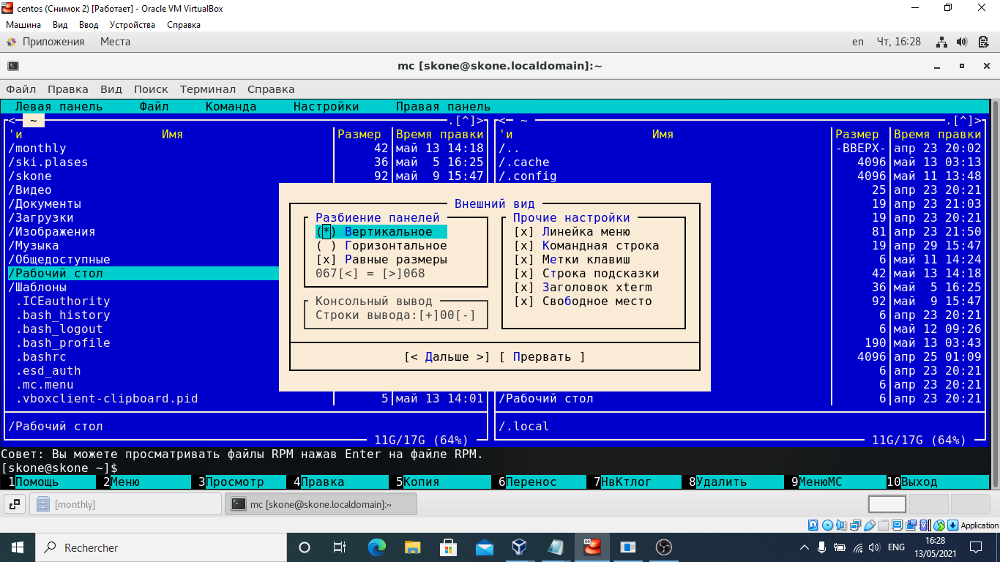 centos (Снимок 2) [Работает] - Oracle VM VirtualBox
Машина Вид Ввод Устройства Справка
Приложения Места en Чт, 16:28
mc [skone@skone.localdomain]:~
Файл Правка Вид Поиск Терминал Справка
Левая панель Файл Команда Настройки Правая панель
<─ ~ .[^]> <─ ~ .[^]>
'и Имя Размер Время правки 'и Имя Размер Время правки
/monthly 42 май 13 14:18 /.. -ВВЕРХ- апр 23 20:02
/ski.plases 36 май 5 16:25 /.cache 4096 май 13 03:13
/skone 92 май 9 15:47 /.config 4096 май 11 13:48
/Видео 25 апр 23 20:21
/Документы Внешний вид 19 апр 23 21:03
/Загрузки Разбиение панелей Прочие настройки 19 апр 23 20:21
/Изображения (*) Вертикальное [x] Линейка меню 81 апр 23 21:50
/Музыка ( ) Горизонтальное [x] Командная строка 19 апр 29 15:47
/Общедоступные [x] Равные размеры [x] Метки клавиш 6 май 11 14:24
/Рабочий стол 067[<] = [>]068 [x] Строка подсказки 42 май 13 14:18
/Шаблоны [x] Заголовок xterm 36 май 5 16:25
.ICEauthority Консольный вывод [x] Свободное место 92 май 9 15:47
.bash_history Строки вывода:[+]00[-] 6 апр 23 20:21
.bash_logout 6 май 12 09:26
.bash_profile 190 май 13 03:43
.bashrc [< Дальше >] [ Прервать ] 4096 апр 25 01:09
.esd_auth 6 апр 23 20:21
.mc.menu 6 апр 23 20:21
.vboxclient-clipboard.pid 5 май 13 14:01 /Рабочий стол 6 апр 23 20:21
/Рабочий стол /.local
11G/17G (64%) 11G/17G (64%)
Совет: Вы можете просматривать файлы RPM нажав Enter на файле RPM.
[skone@skone ~]$
1Помощь 2Меню 3Просмотр 4Правка 5Копия 6Перенос 7НвКтлог 8Удалить 9МенюМС 10Выход
[monthly] mc [skone@skone.localdomain]:~
Application
Rechercher ENG 16:28
13/05/2021